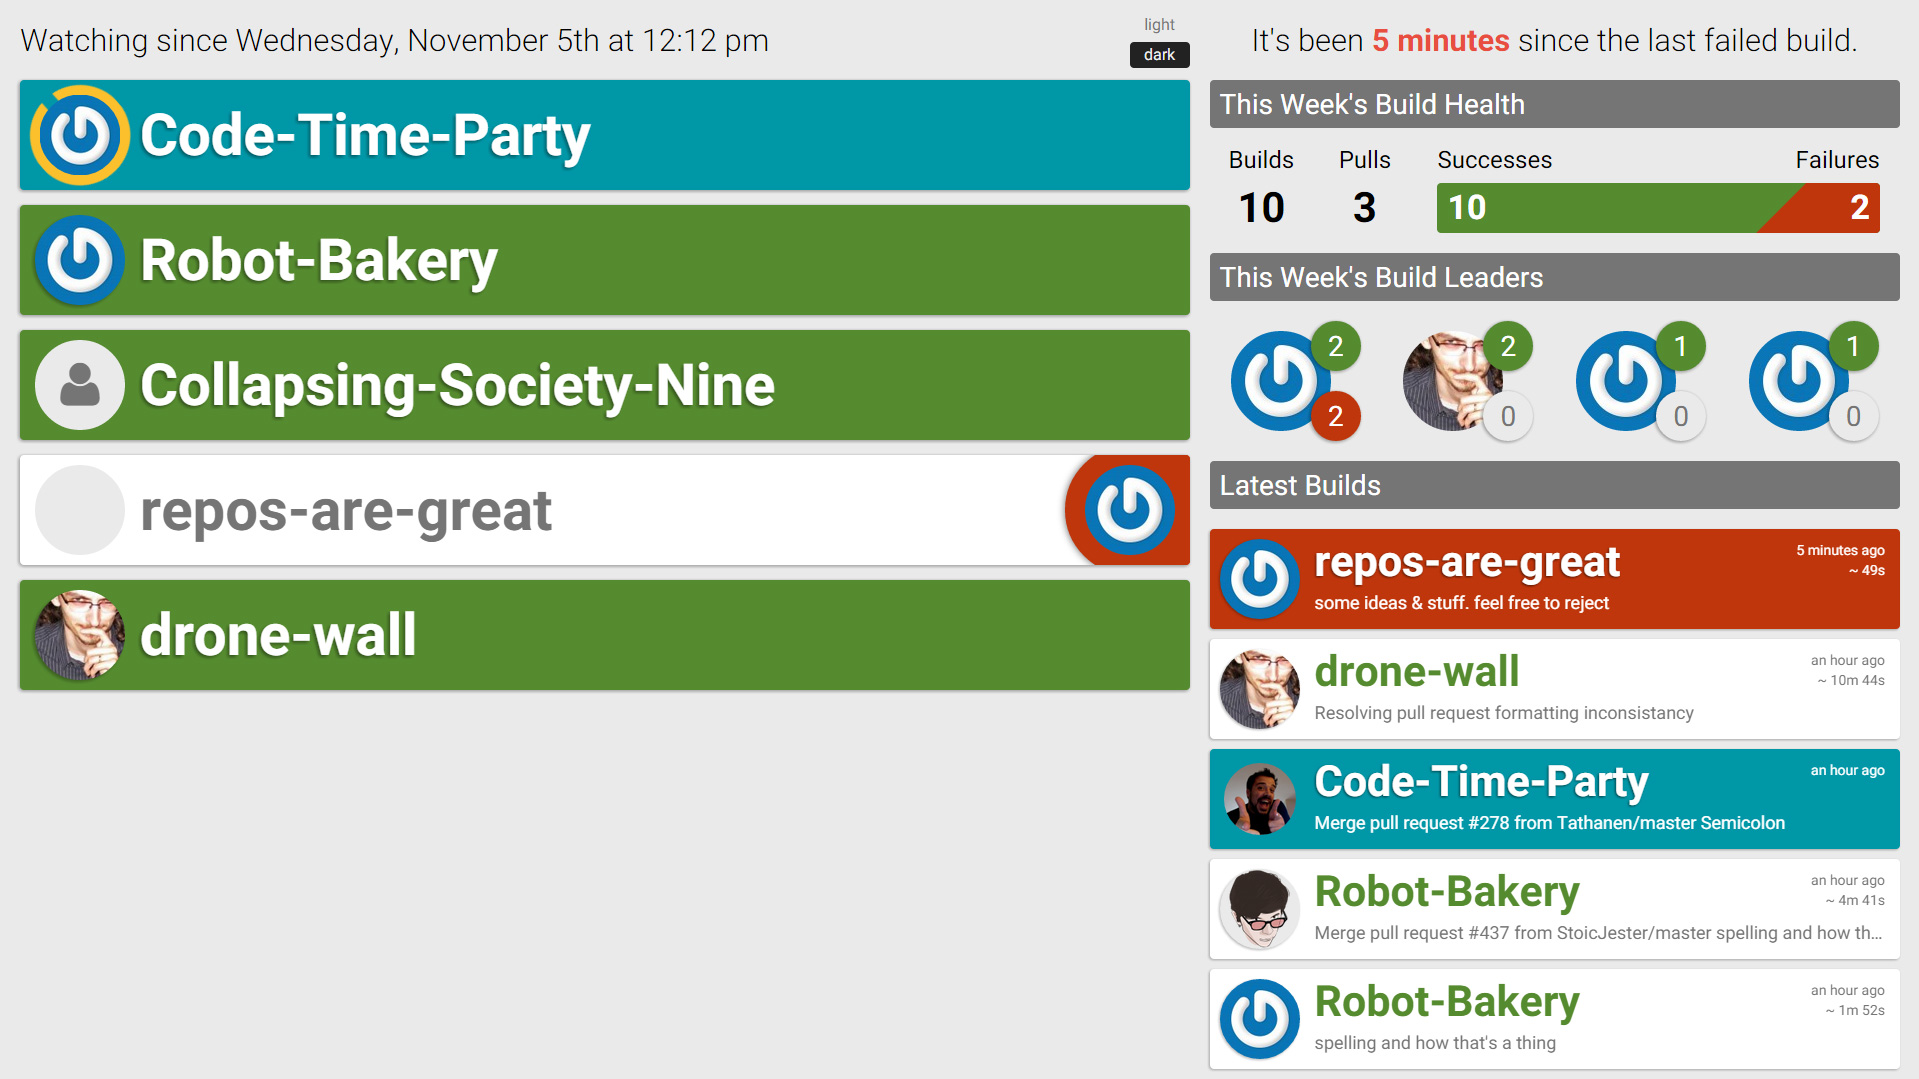 Watching since Wednesday, November 5th at 12:12 pm
light
dark
Code-Time-Party
Robot-Bakery
Collapsing-Society-Nine
repos-are-great
drone-wall
It's been 5 minutes since the last failed build.
This Week's Build Health
Builds Pulls Successes Failures
10 3 10 2
This Week's Build Leaders
2 2 1 1
2 0 0 0
Latest Builds
repos-are-great
5 minutes ago
~ 49s
some ideas & stuff. feel free to reject
drone-wall
an hour ago
~ 10m 44s
Resolving pull request formatting inconsistancy
Code-Time-Party
an hour ago
Merge pull request #278 from Tathanen/master Semicolon
Robot-Bakery
an hour ago
~ 4m 41s
Merge pull request #437 from StoicJester/master spelling and how th...
Robot-Bakery
an hour ago
~ 1m 52s
spelling and how that's a thing